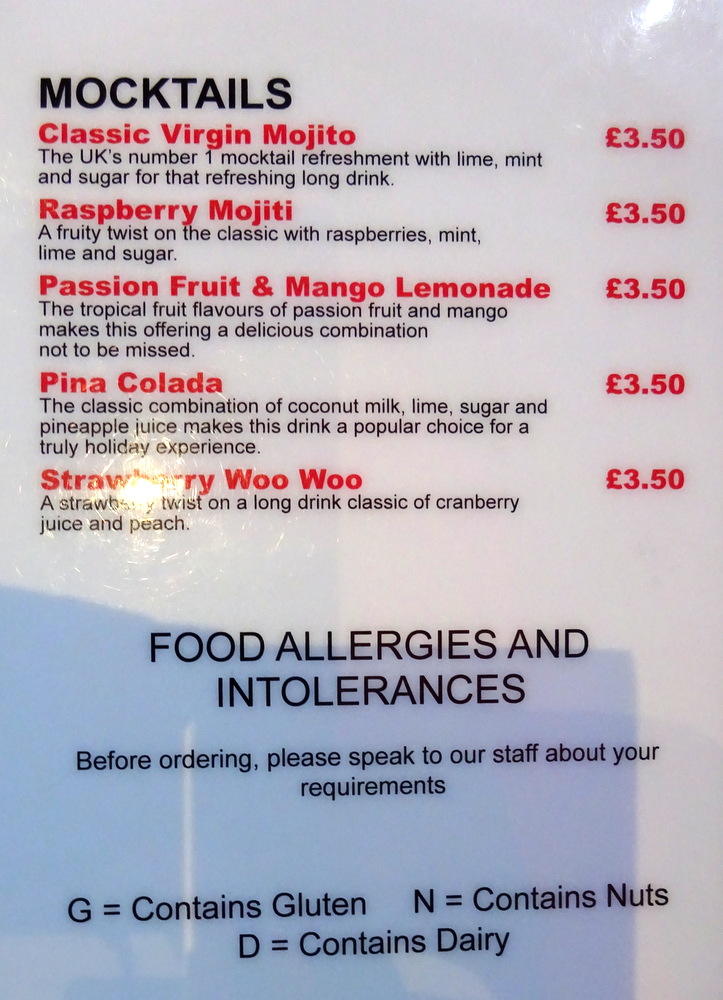 MOCKTAILS
Classic Virgin Mojito £3.50
The UK's number 1 mocktail refreshment with lime, mint
and sugar for that refreshing long drink.
Raspberry Mojiti £3.50
A fruity twist on the classic with raspberries, mint,
lime and sugar.
Passion Fruit & Mango Lemonade £3.50
The tropical fruit flavours of passion fruit and mango
makes this offering a delicious combination
not to be missed.
Pina Colada £3.50
The classic combination of coconut milk, lime, sugar and
pineapple juice makes this drink a popular choice for a
truly holiday experience.
Strawberry Woo Woo £3.50
A strawberry twist on a long drink classic of cranberry
juice and peach.
FOOD ALLERGIES AND
INTOLERANCES
Before ordering, please speak to our staff about your
requirements
G = Contains Gluten N = Contains Nuts
D = Contains Dairy